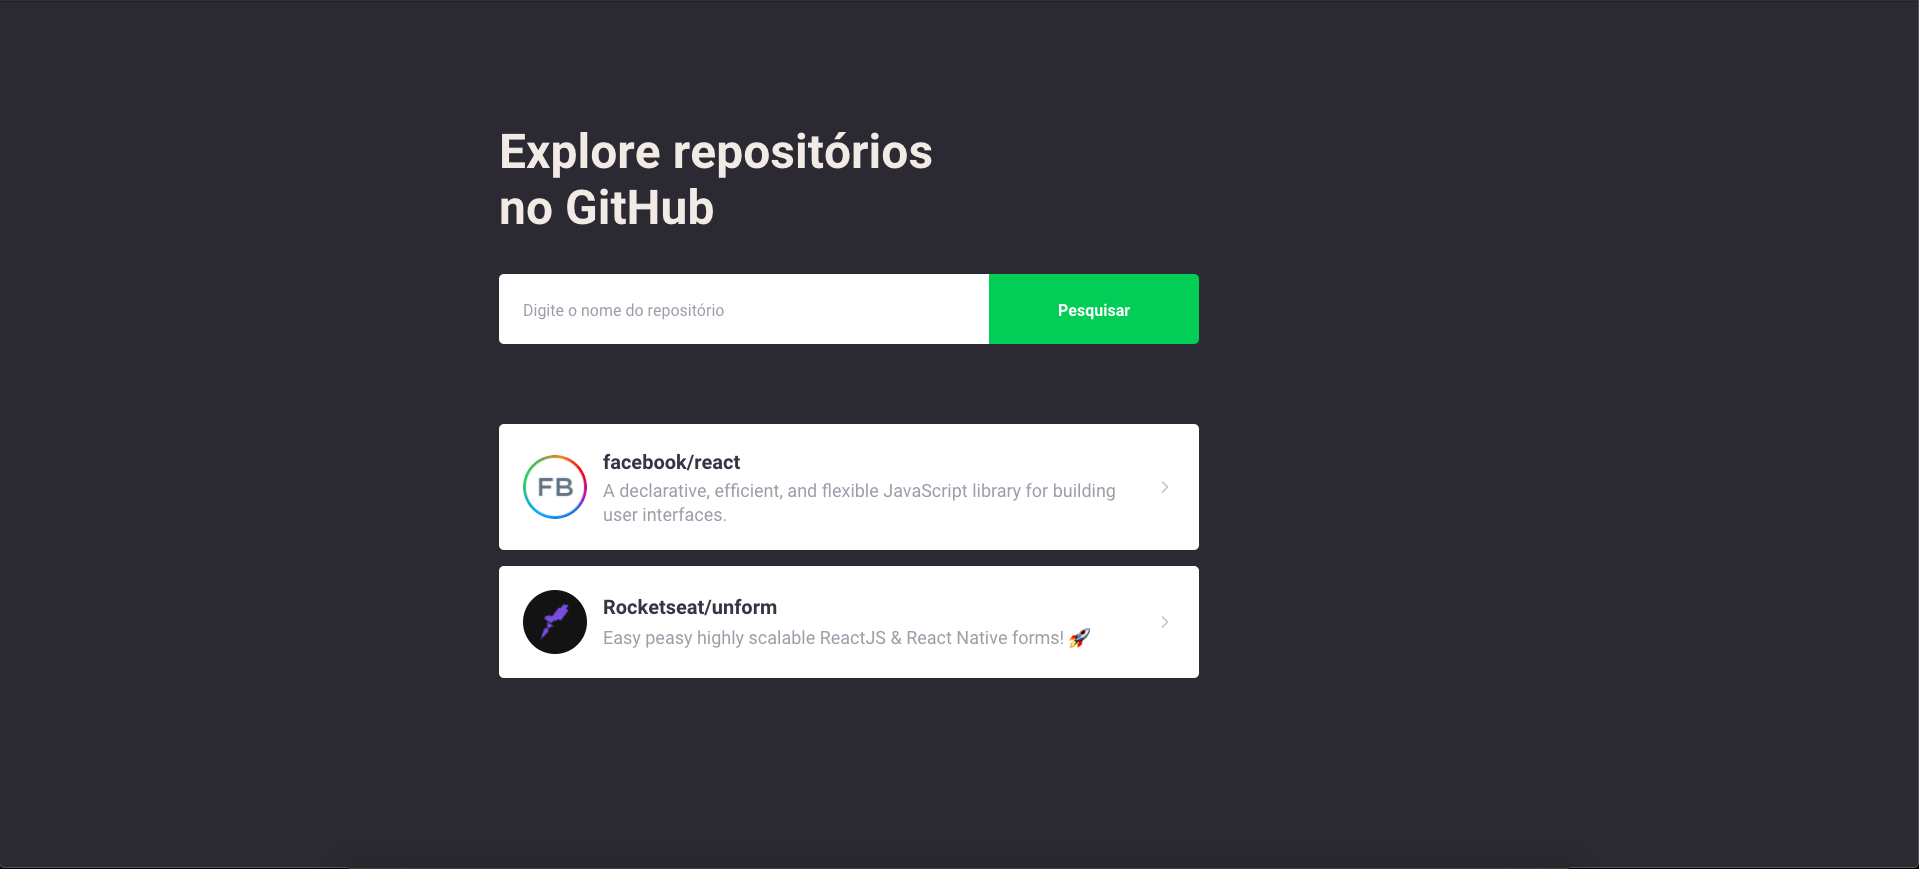 Explore repositórios
no GitHub
Digite o nome do repositório
Pesquisar
FB
facebook/react
A declarative, efficient, and flexible JavaScript library for building
user interfaces.
Rocketseat/unform
Easy peasy highly scalable ReactJS & React Native forms! 🚀